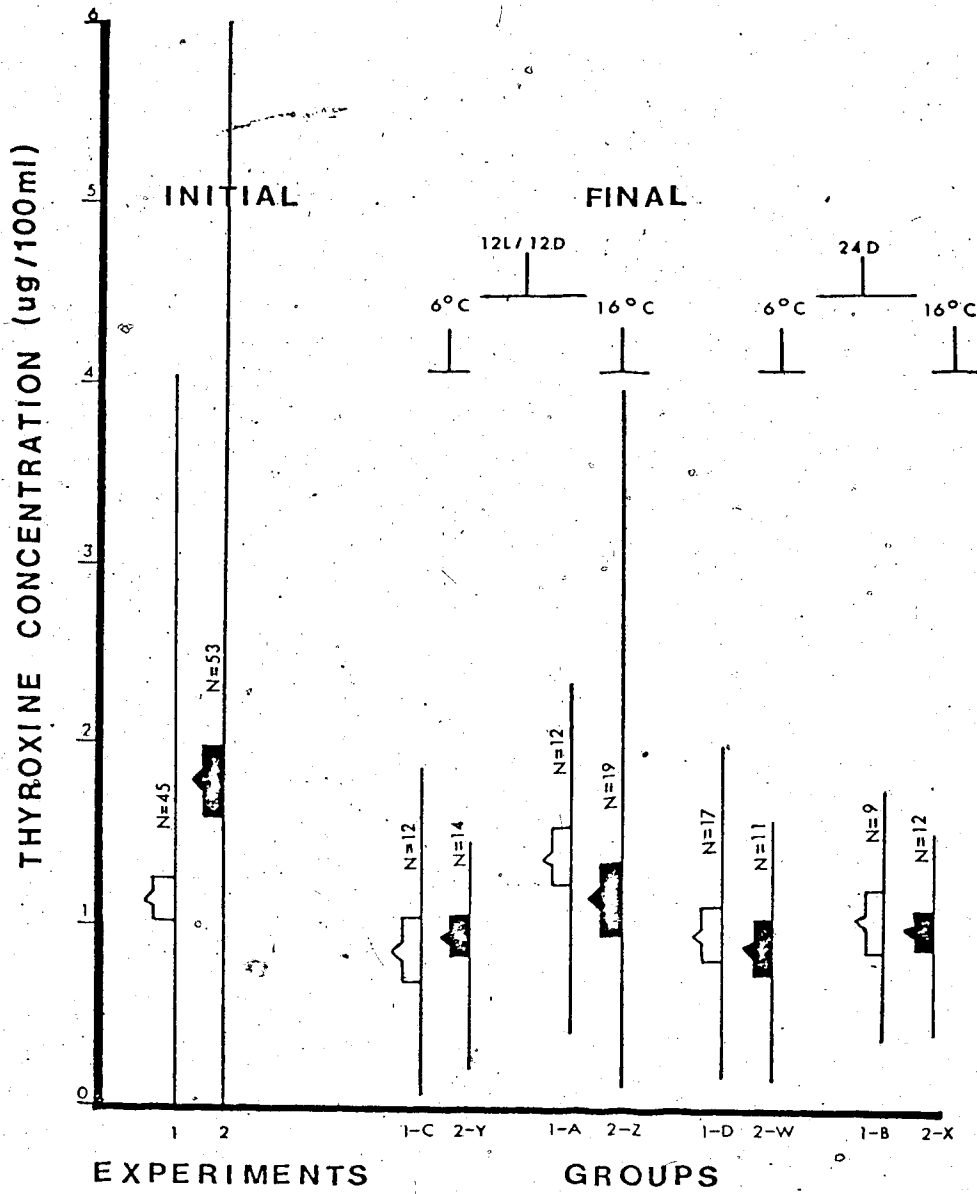 THYROXINE CONCENTRATION (ug/100ml)
6
5
4
3
2
1
0
INITIAL
FINAL
12L/12D
24D
6°C
16°C
6°C
16°C
N=45
N=53
N=12
N=14
N=12
N=19
N=17
N=11
N=9
N=12
1
2
1-C
2-Y
1-A
2-Z
1-D
2-W
1-B
2-X
EXPERIMENTS
GROUPS